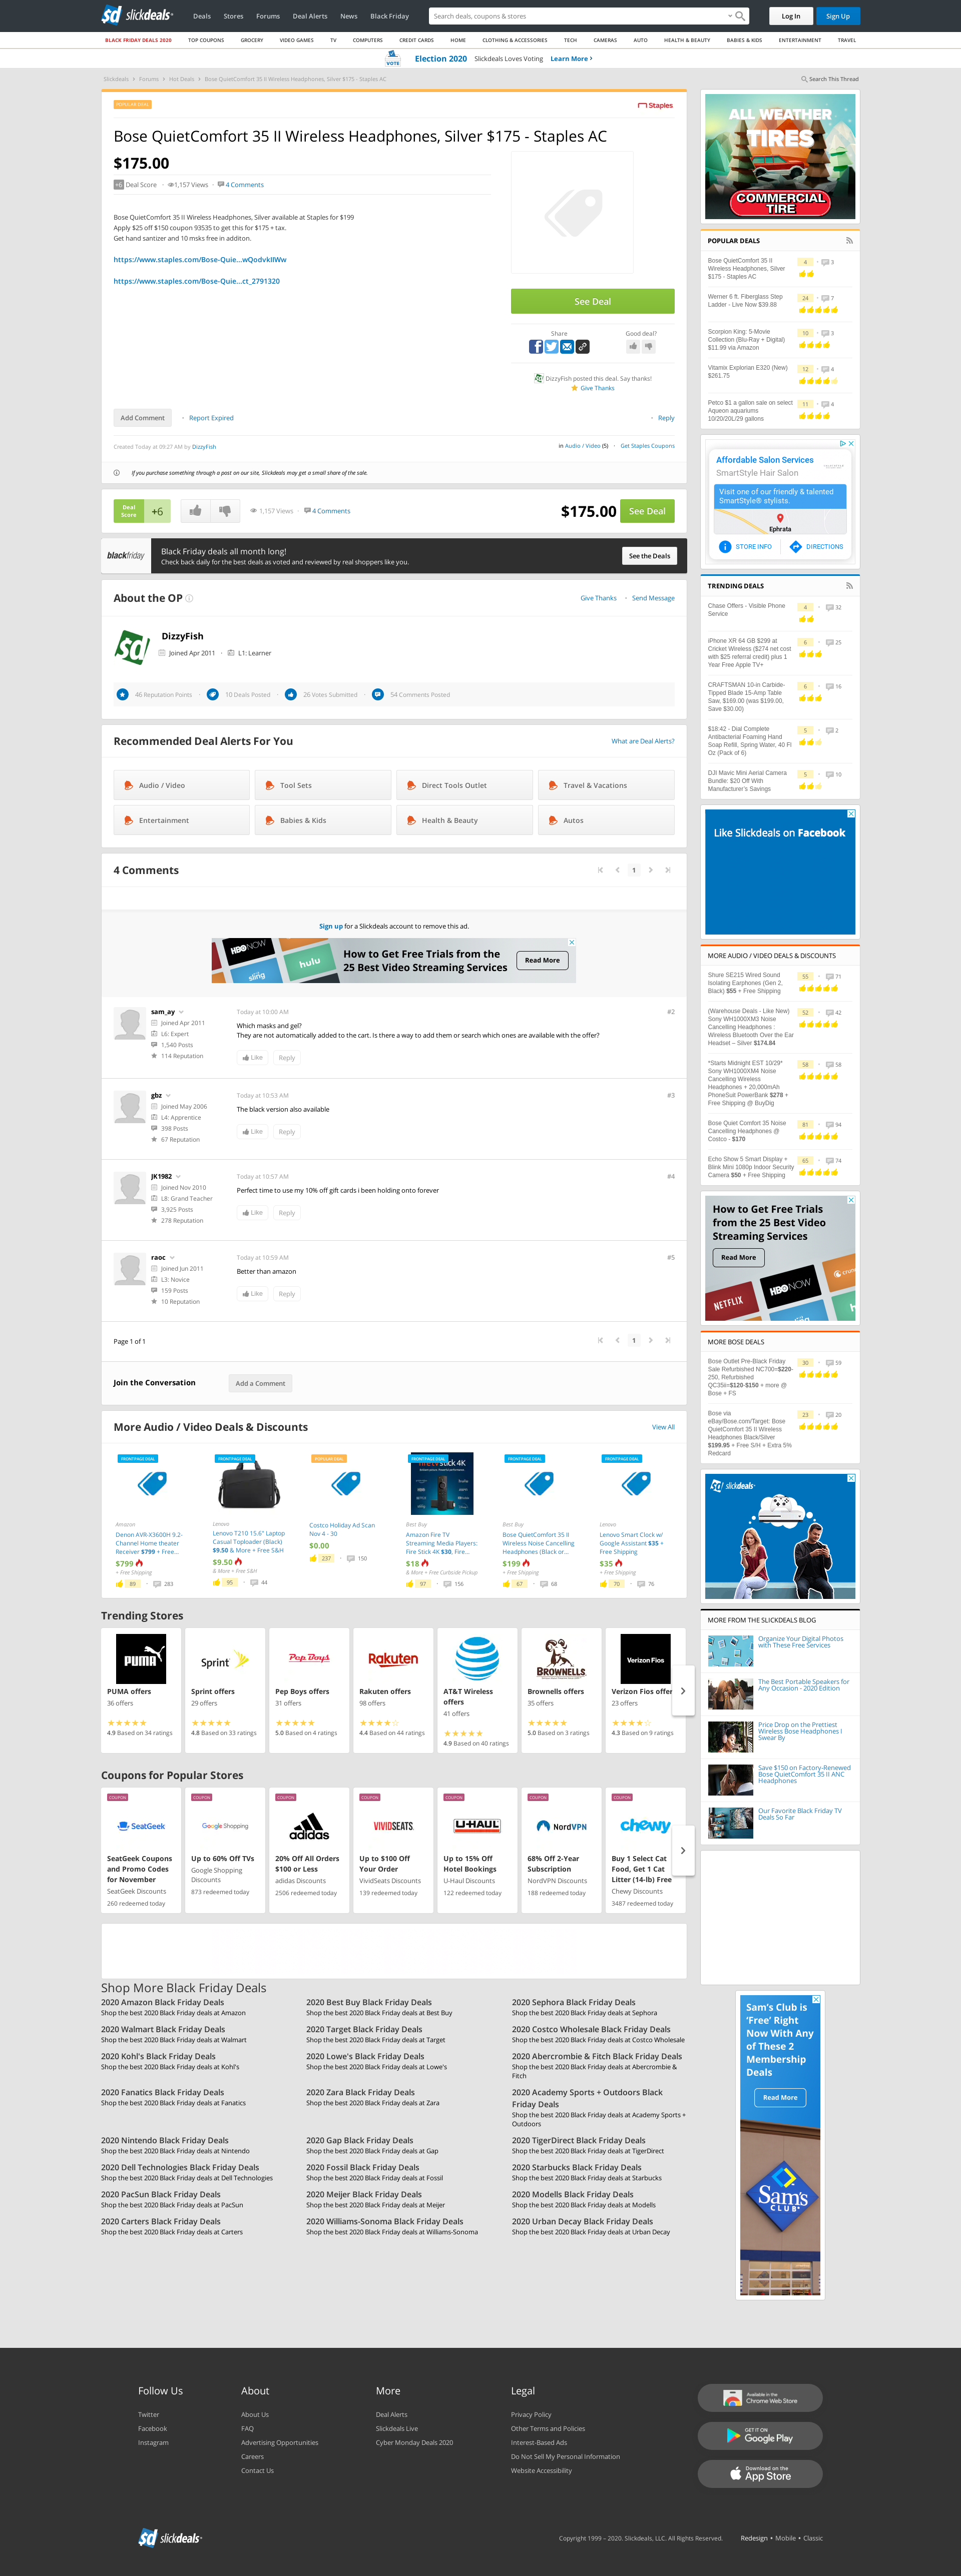 slickdeals
Deals
Stores
Forums
Deal Alerts
News
Black Friday
Search deals, coupons & stores
Log In
Sign Up
BLACK FRIDAY DEALS 2020
TOP COUPONS
GROCERY
VIDEO GAMES
TV
COMPUTERS
CREDIT CARDS
HOME
CLOTHING & ACCESSORIES
TECH
CAMERAS
AUTO
HEALTH & BEAUTY
BABIES & KIDS
ENTERTAINMENT
TRAVEL
VOTE
Election 2020 Slickdeals Loves Voting Learn More ›
Slickdeals › Forums › Hot Deals › Bose QuietComfort 35 II Wireless Headphones, Silver $175 - Staples AC
Search This Thread
POPULAR DEAL
Staples
Bose QuietComfort 35 II Wireless Headphones, Silver $175 - Staples AC
$175.00
+6 Deal Score
1,157 Views
4 Comments
Bose QuietComfort 35 II Wireless Headphones, Silver available at Staples for $199
Apply $25 off $150 coupon 93535 to get this for $175 + tax.
Get hand santizer and 10 msks free in additon.
https://www.staples.com/Bose-Quie...wQodvkIIWw
https://www.staples.com/Bose-Quie...ct_2791320
See Deal
Share
Good deal?
DizzyFish posted this deal. Say thanks!
Give Thanks
Add Comment
Report Expired
Reply
Created Today at 09:27 AM by DizzyFish
in Audio / Video (5)
Get Staples Coupons
If you purchase something through a post on our site, Slickdeals may get a small share of the sale.
Deal Score +6
1,157 Views
4 Comments
$175.00
See Deal
blackfriday
Black Friday deals all month long!
Check back daily for the best deals as voted and reviewed by real shoppers like you.
See the Deals
About the OP
Give Thanks
Send Message
DizzyFish
Joined Apr 2011
L1: Learner
46 Reputation Points
10 Deals Posted
26 Votes Submitted
54 Comments Posted
Recommended Deal Alerts For You
What are Deal Alerts?
Audio / Video
Tool Sets
Direct Tools Outlet
Travel & Vacations
Entertainment
Babies & Kids
Health & Beauty
Autos
4 Comments
1
Sign up for a Slickdeals account to remove this ad.
HBO NOW
sling
hulu
How to Get Free Trials from the
25 Best Video Streaming Services
Read More
sam_ay
Joined Apr 2011
L6: Expert
1,540 Posts
114 Reputation
Today at 10:00 AM
#2
Which masks and gel?
They are not automatically added to the cart. Is there a way to add them or search which ones are available with the offer?
Like
Reply
gbz
Joined May 2006
L4: Apprentice
398 Posts
67 Reputation
Today at 10:53 AM
#3
The black version also available
Like
Reply
JK1982
Joined Nov 2010
L8: Grand Teacher
3,925 Posts
278 Reputation
Today at 10:57 AM
#4
Perfect time to use my 10% off gift cards i been holding onto forever
Like
Reply
raoc
Joined Jun 2011
L3: Novice
159 Posts
10 Reputation
Today at 10:59 AM
#5
Better than amazon
Like
Reply
Page 1 of 1
1
Join the Conversation
Add a Comment
More Audio / Video Deals & Discounts
View All
FRONTPAGE DEAL
Amazon
Denon AVR-X3600H 9.2-
Channel Home theater
Receiver $799 + Free...
$799
+ Free Shipping
89
283
FRONTPAGE DEAL
Lenovo
Lenovo T210 15.6" Laptop
Casual Toploader (Black)
$9.50 & More + Free S&H
$9.50
& More + Free S&H
95
44
POPULAR DEAL
Costco Holiday Ad Scan
Nov 4 - 30
$0.00
237
150
FRONTPAGE DEAL
Best Buy
Amazon Fire TV
Streaming Media Players:
Fire Stick 4K $30, Fire...
$18
& More + Free Curbside Pickup
97
156
FRONTPAGE DEAL
Best Buy
Bose QuietComfort 35 II
Wireless Noise Cancelling
Headphones (Black or...
$199
+ Free Shipping
67
68
FRONTPAGE DEAL
Lenovo
Lenovo Smart Clock w/
Google Assistant $35 +
Free Shipping
$35
+ Free Shipping
70
76
Trending Stores
PUMA
PUMA offers
36 offers
4.9 Based on 34 ratings
Sprint
Sprint offers
29 offers
4.8 Based on 33 ratings
Pep Boys
Pep Boys offers
31 offers
5.0 Based on 4 ratings
Rakuten
Rakuten offers
98 offers
4.4 Based on 44 ratings
AT&T Wireless
offers
41 offers
4.9 Based on 40 ratings
BROWNELLS
Brownells offers
35 offers
5.0 Based on 3 ratings
Verizon Fios
Verizon Fios offer
23 offers
4.3 Based on 9 ratings
Coupons for Popular Stores
COUPON
SeatGeek
SeatGeek Coupons
and Promo Codes
for November
SeatGeek Discounts
260 redeemed today
COUPON
Google Shopping
Up to 60% Off TVs
Google Shopping
Discounts
873 redeemed today
COUPON
adidas
20% Off All Orders
$100 or Less
adidas Discounts
2506 redeemed today
COUPON
VIVIDSEATS
Up to $100 Off
Your Order
VividSeats Discounts
139 redeemed today
COUPON
U-HAUL
Up to 15% Off
Hotel Bookings
U-Haul Discounts
122 redeemed today
COUPON
NordVPN
68% Off 2-Year
Subscription
NordVPN Discounts
188 redeemed today
COUPON
chewy
Buy 1 Select Cat
Food, Get 1 Cat
Litter (14-lb) Free
Chewy Discounts
3487 redeemed today
Shop More Black Friday Deals
2020 Amazon Black Friday Deals
Shop the best 2020 Black Friday deals at Amazon
2020 Best Buy Black Friday Deals
Shop the best 2020 Black Friday deals at Best Buy
2020 Sephora Black Friday Deals
Shop the best 2020 Black Friday deals at Sephora
2020 Walmart Black Friday Deals
Shop the best 2020 Black Friday deals at Walmart
2020 Target Black Friday Deals
Shop the best 2020 Black Friday deals at Target
2020 Costco Wholesale Black Friday Deals
Shop the best 2020 Black Friday deals at Costco Wholesale
2020 Kohl's Black Friday Deals
Shop the best 2020 Black Friday deals at Kohl's
2020 Lowe's Black Friday Deals
Shop the best 2020 Black Friday deals at Lowe's
2020 Abercrombie & Fitch Black Friday Deals
Shop the best 2020 Black Friday deals at Abercrombie &
Fitch
2020 Fanatics Black Friday Deals
Shop the best 2020 Black Friday deals at Fanatics
2020 Zara Black Friday Deals
Shop the best 2020 Black Friday deals at Zara
2020 Academy Sports + Outdoors Black
Friday Deals
Shop the best 2020 Black Friday deals at Academy Sports +
Outdoors
2020 Nintendo Black Friday Deals
Shop the best 2020 Black Friday deals at Nintendo
2020 Gap Black Friday Deals
Shop the best 2020 Black Friday deals at Gap
2020 TigerDirect Black Friday Deals
Shop the best 2020 Black Friday deals at TigerDirect
2020 Dell Technologies Black Friday Deals
Shop the best 2020 Black Friday deals at Dell Technologies
2020 Fossil Black Friday Deals
Shop the best 2020 Black Friday deals at Fossil
2020 Starbucks Black Friday Deals
Shop the best 2020 Black Friday deals at Starbucks
2020 PacSun Black Friday Deals
Shop the best 2020 Black Friday deals at PacSun
2020 Meijer Black Friday Deals
Shop the best 2020 Black Friday deals at Meijer
2020 Modells Black Friday Deals
Shop the best 2020 Black Friday deals at Modells
2020 Carters Black Friday Deals
Shop the best 2020 Black Friday deals at Carters
2020 Williams-Sonoma Black Friday Deals
Shop the best 2020 Black Friday deals at Williams-Sonoma
2020 Urban Decay Black Friday Deals
Shop the best 2020 Black Friday deals at Urban Decay
ALL WEATHER
TIRES
COMMERCIAL
TIRE
POPULAR DEALS
Bose QuietComfort 35 II
Wireless Headphones, Silver
$175 - Staples AC
4
3
Werner 6 ft. Fiberglass Step
Ladder - Live Now $39.88
24
7
Scorpion King: 5-Movie
Collection (Blu-Ray + Digital)
$11.99 via Amazon
10
3
Vitamix Explorian E320 (New)
$261.75
12
4
Petco $1 a gallon sale on select
Aqueon aquariums
10/20/20L/29 gallons
11
4
Affordable Salon Services
SmartStyle Hair Salon
Visit one of our friendly & talented
SmartStyle® stylists.
Ephrata
STORE INFO
DIRECTIONS
TRENDING DEALS
Chase Offers - Visible Phone
Service
4
32
iPhone XR 64 GB $299 at
Cricket Wireless ($274 net cost
with $25 referral credit) plus 1
Year Free Apple TV+
6
25
CRAFTSMAN 10-in Carbide-
Tipped Blade 15-Amp Table
Saw, $169.00 (was $199.00,
Save $30.00)
6
16
$18.42 - Dial Complete
Antibacterial Foaming Hand
Soap Refill, Spring Water, 40 Fl
Oz (Pack of 6)
5
2
DJI Mavic Mini Aerial Camera
Bundle: $20 Off With
Manufacturer's Savings
5
10
Like Slickdeals on Facebook
MORE AUDIO / VIDEO DEALS & DISCOUNTS
Shure SE215 Wired Sound
Isolating Earphones (Gen 2,
Black) $55 + Free Shipping
55
71
(Warehouse Deals - Like New)
Sony WH1000XM3 Noise
Cancelling Headphones :
Wireless Bluetooth Over the Ear
Headset – Silver $174.84
52
42
*Starts Midnight EST 10/29*
Sony WH1000XM4 Noise
Cancelling Wireless
Headphones + 20,000mAh
PhoneSuit PowerBank $278 +
Free Shipping @ BuyDig
58
58
Bose Quiet Comfort 35 Noise
Cancelling Headphones @
Costco - $170
81
94
Echo Show 5 Smart Display +
Blink Mini 1080p Indoor Security
Camera $50 + Free Shipping
65
74
How to Get Free Trials
from the 25 Best Video
Streaming Services
Read More
HBO NOW
sling
hulu
MORE BOSE DEALS
Bose Outlet Pre-Black Friday
Sale Refurbished NC700=$220-
250, Refurbished
QC35ii=$120-$150 + more @
Bose + FS
30
59
Bose via
eBay/Bose.com/Target: Bose
QuietComfort 35 II Wireless
Headphones Black/Silver
$199.95 + Free S/H + Extra 5%
Redcard
23
20
slickdeals
MORE FROM THE SLICKDEALS BLOG
Organize Your Digital Photos
with These Free Services
The Best Portable Speakers for
Any Occasion - 2020 Edition
Price Drop on the Prettiest
Wireless Bose Headphones I
Swear By
Save $150 on Factory-Renewed
Bose QuietComfort 35 II ANC
Headphones
Our Favorite Black Friday TV
Deals So Far
Sam's Club is
'Free' Right
Now With Any
of These 2
Membership
Deals
Read More
Sam's
CLUB
Follow Us
Twitter
Facebook
Instagram
About
About Us
FAQ
Advertising Opportunities
Careers
Contact Us
More
Deal Alerts
Slickdeals Live
Cyber Monday Deals 2020
Legal
Privacy Policy
Other Terms and Policies
Interest-Based Ads
Do Not Sell My Personal Information
Website Accessibility
Available in the
Chrome Web Store
GET IT ON
Google Play
Download on the
App Store
slickdeals
Copyright 1999 – 2020. Slickdeals, LLC. All Rights Reserved.
Redesign • Mobile • Classic